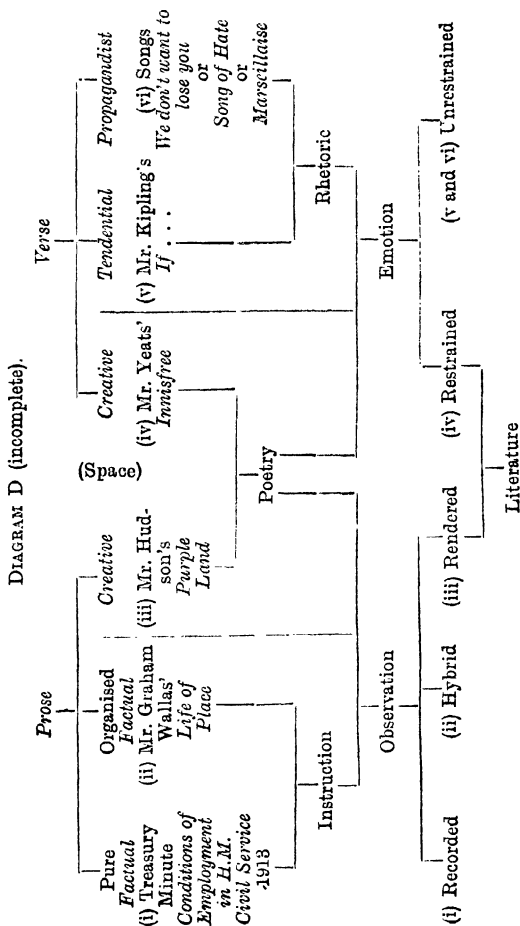 DIAGRAM D (incomplete).
Prose
Verse
Pure
Factual
(i) Treasury
Minute
Conditions of
Employment
in H.M.
Civil Service
1913
Organised
Factual
(ii) Mr. Graham
Wallas'
Life of
Place
Creative
(iii) Mr. Hud-
son's
Purple
Land
(Space)
Creative
(iv) Mr. Yeats'
Innisfree
Tendential
(v) Mr. Kipling's
If . . . .
Propagandist
(vi) Songs
We don't want to
lose you
or
Song of Hate
or
Marseillaise
Instruction
Poetry
Rhetoric
Observation
Emotion
(i) Recorded
(ii) Hybrid
(iii) Rendered
(iv) Restrained
(v and vi) Unrestrained
Literature